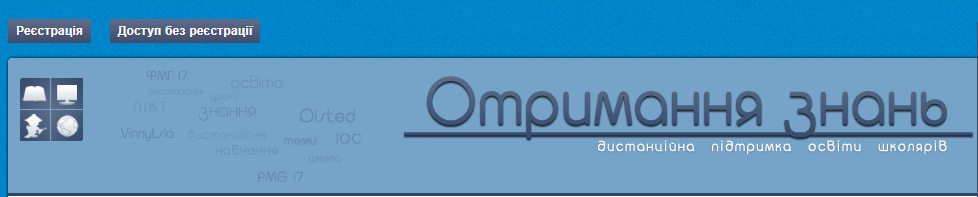 Реєстрація Доступ без реєстрації
ФМГ 17
освіта
електронні
уроки
ЛІКТ
Знання
Oisted
Vinnytsia
дистанційне
теми
ІОС
навчання
школа
PMG 17
Отримання знань
дистанційна підтримка освіти школярів